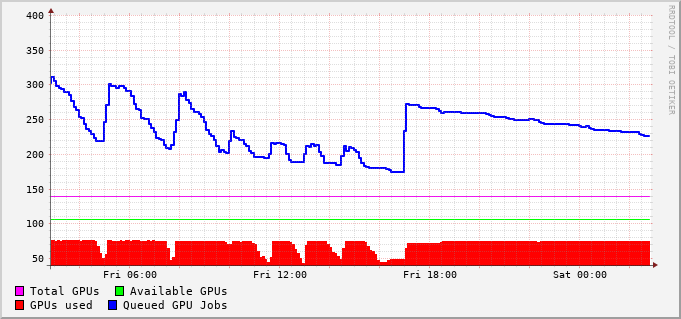 400
350
300
250
200
150
100
50
Fri 06:00 Fri 12:00 Fri 18:00 Sat 00:00
Total GPUs Available GPUs
GPUs used Queued GPU Jobs
RRDTOOL / TOBI OETIKER